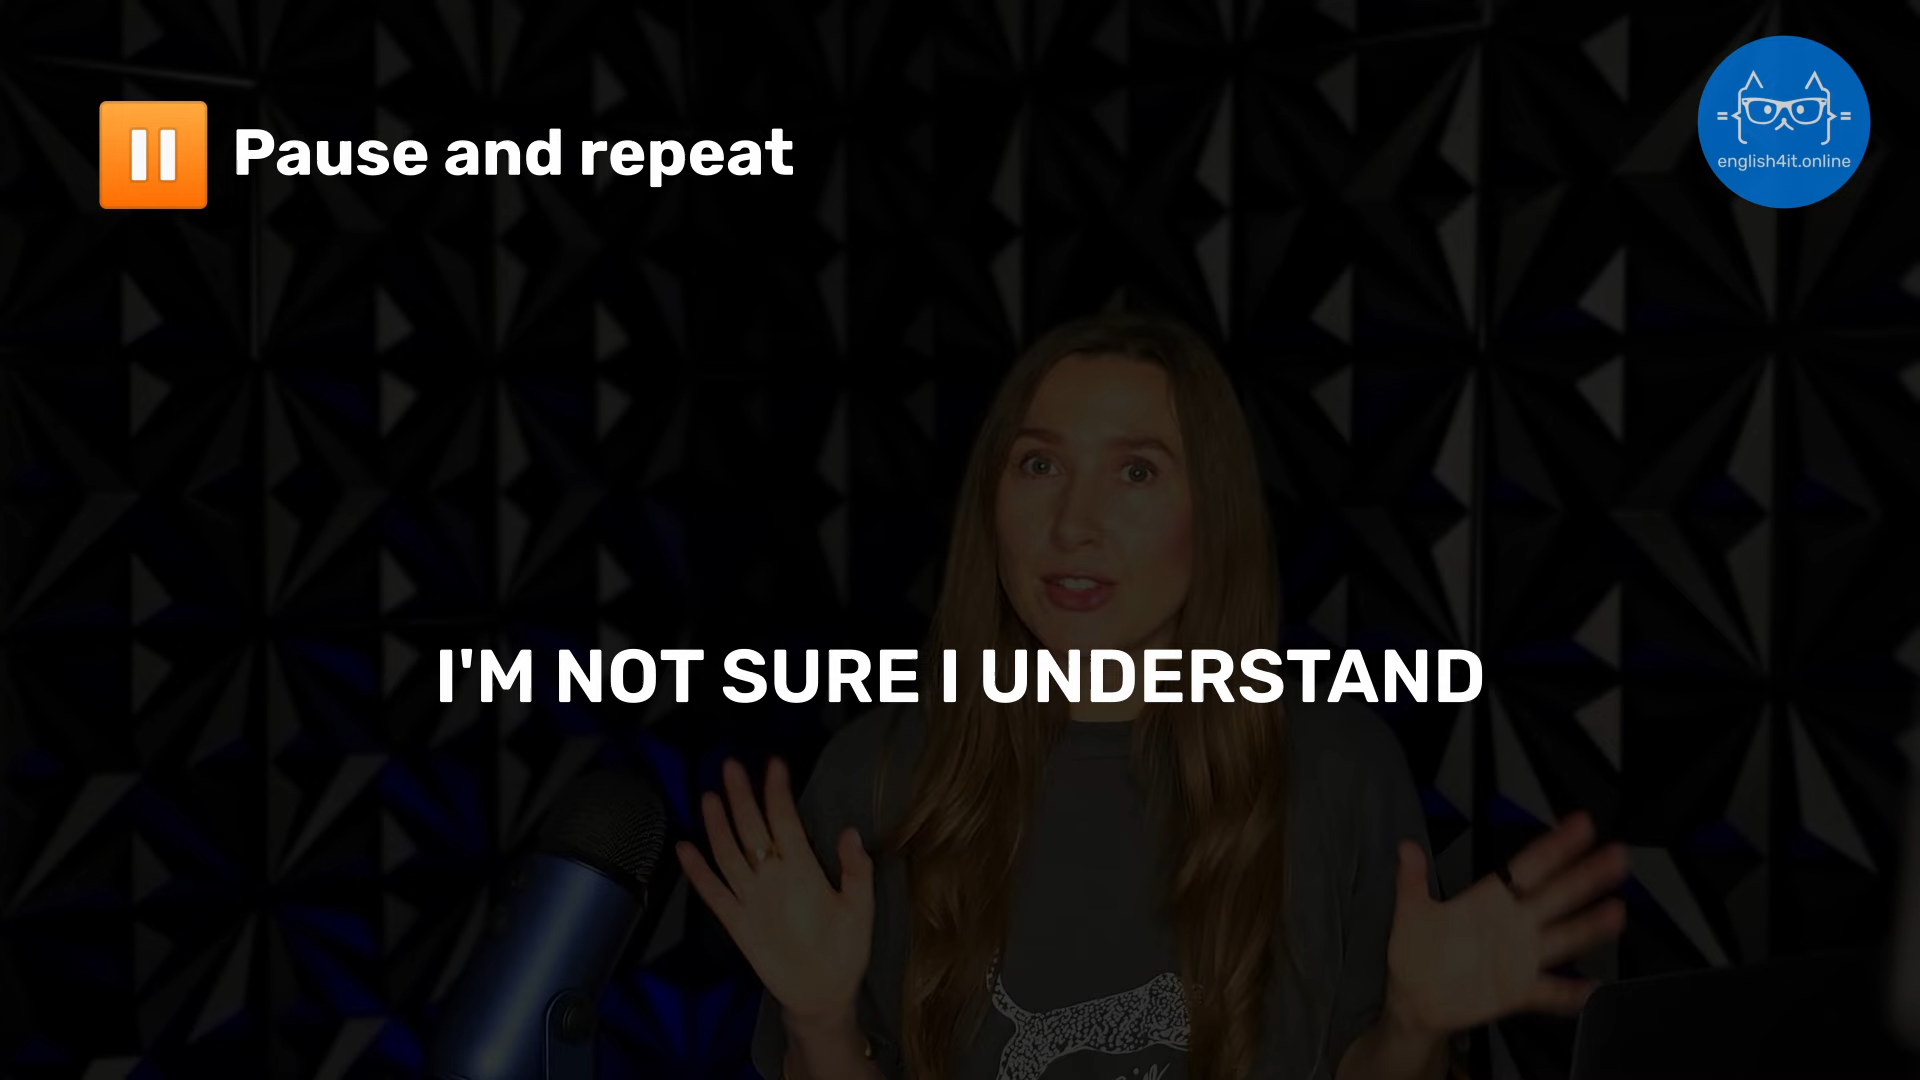 Pause and repeat
=
=
english4it.online
I'M NOT SURE I UNDERSTAND